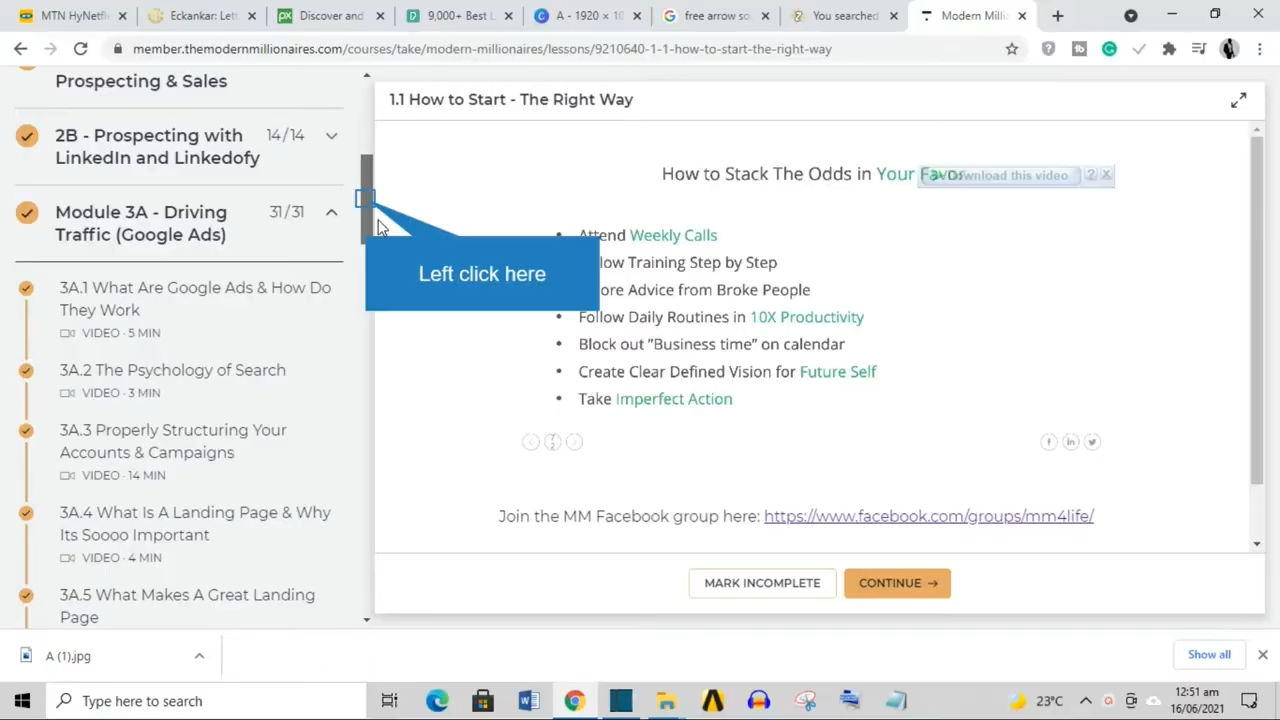 MTN HyNetfle
Eckankar: Lett
Discover and
9,000+ Best L
A - 1920 × 10
free arrow so
You searched
Modern Milli
member.themodernmillionaires.com/courses/take/modern-millionaires/lessons/9210640-1-1-how-to-start-the-right-way
Prospecting & Sales
2B - Prospecting with 14/14
LinkedIn and Linkedofy
Module 3A - Driving 31/31
Traffic (Google Ads)
3A.1 What Are Google Ads & How Do
They Work
VIDEO · 5 MIN
3A.2 The Psychology of Search
VIDEO · 3 MIN
3A.3 Properly Structuring Your
Accounts & Campaigns
VIDEO · 14 MIN
3A.4 What Is A Landing Page & Why
Its Soooo Important
VIDEO · 4 MIN
3A.5 What Makes A Great Landing
Page
Left click here
1.1 How to Start - The Right Way
How to Stack The Odds in Your
Download this video
Attend Weekly Calls
low Training Step by Step
ore Advice from Broke People
• Follow Daily Routines in 10X Productivity
• Block out ”Business time” on calendar
• Create Clear Defined Vision for Future Self
• Take Imperfect Action
Join the MM Facebook group here: https://www.facebook.com/groups/mm4life/
MARK INCOMPLETE
CONTINUE →
A (1).jpg
Show all
Type here to search
23°C
12:51 am
16/06/2021